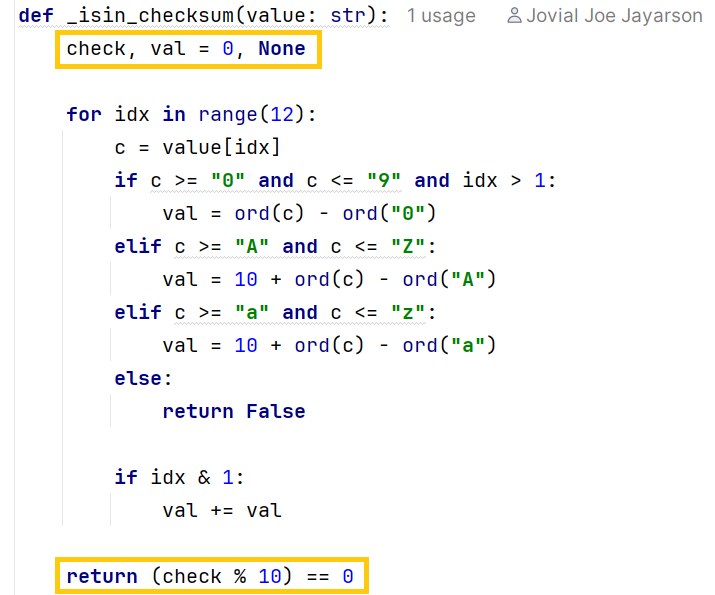 def _isin_checksum(value: str): 1 usage Jovial Joe Jayarson
    check, val = 0, None

    for idx in range(12):
        c = value[idx]
        if c >= "0" and c <= "9" and idx > 1:
            val = ord(c) - ord("0")
        elif c >= "A" and c <= "Z":
            val = 10 + ord(c) - ord("A")
        elif c >= "a" and c <= "z":
            val = 10 + ord(c) - ord("a")
        else:
            return False

        if idx & 1:
            val += val

    return (check % 10) == 0